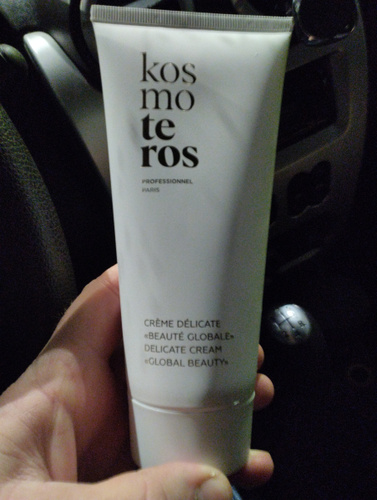 kos
mo
te
ros
PROFESSIONNEL
PARIS
CRÈME DÉLICATE
«BEAUTÉ GLOBALE»
DELICATE CREAM
«GLOBAL BEAUTY»